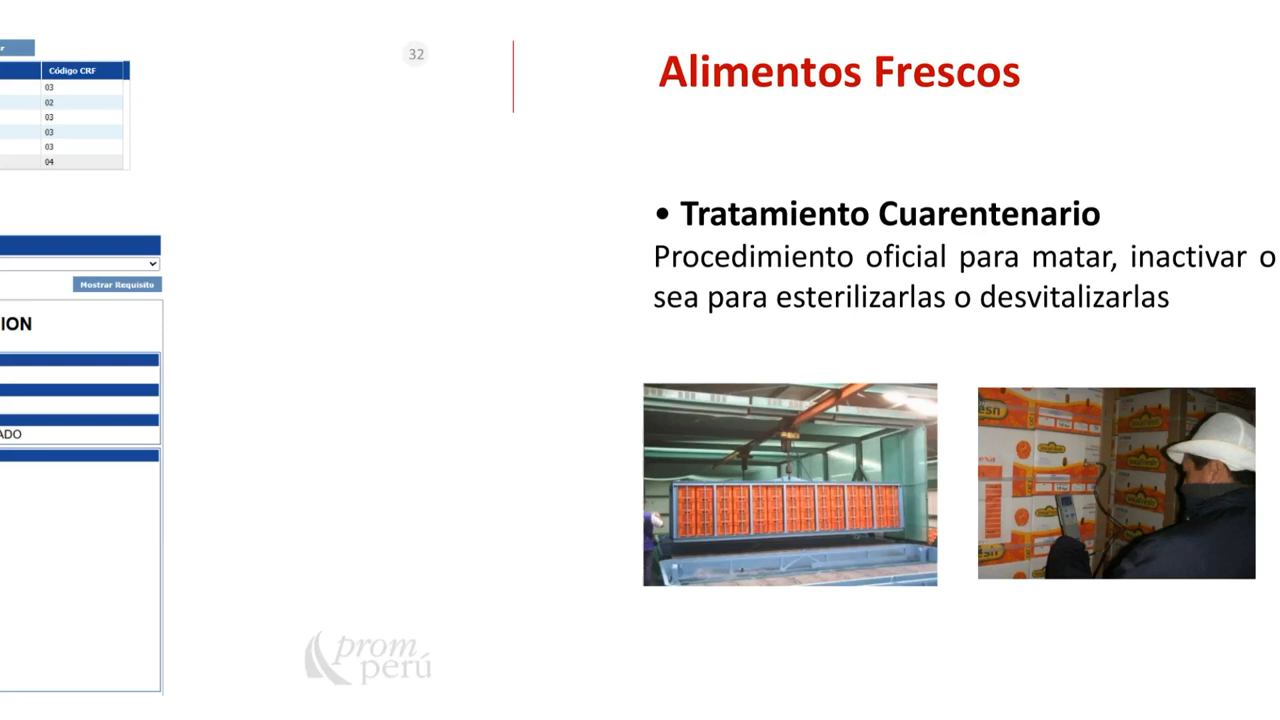 r
Código CRF
03
02
03
03
03
04
Mostrar Requisito
ION
ADO
32
prom
perú
Alimentos Frescos
• Tratamiento Cuarentenario
Procedimiento oficial para matar, inactivar o
sea para esterilizarlas o desvitalizarlas